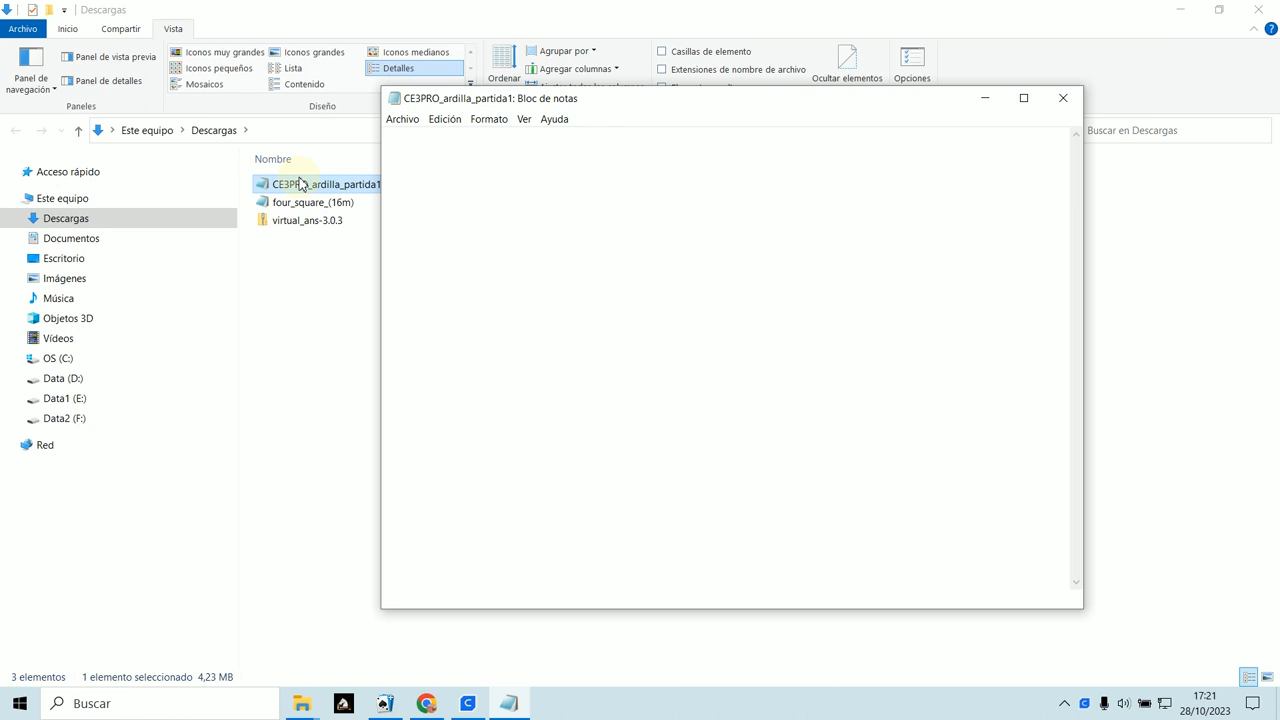 Descargas
Archivo Inicio Compartir Vista
Panel de navegación
Panel de vista previa
Panel de detalles
Paneles
Iconos muy grandes Iconos grandes Iconos medianos
Iconos pequeños Lista Detalles
Mosaicos Contenido
Diseño
Ordenar
Agrupar por
Agregar columnas
Casillas de elemento
Extensiones de nombre de archivo
Ocultar elementos
Opciones
Este equipo Descargas
Buscar en Descargas
CE3PRO_ardilla_partida1: Bloc de notas
Archivo Edición Formato Ver Ayuda
Nombre
CE3PRO_ardilla_partida1
four_square_(16m)
virtual_ans-3.0.3
Acceso rápido
Este equipo
Descargas
Documentos
Escritorio
Imágenes
Música
Objetos 3D
Vídeos
OS (C:)
Data (D:)
Data1 (E:)
Data2 (F:)
Red
3 elementos 1 elemento seleccionado 4,23 MB
Buscar
17:21
28/10/2023